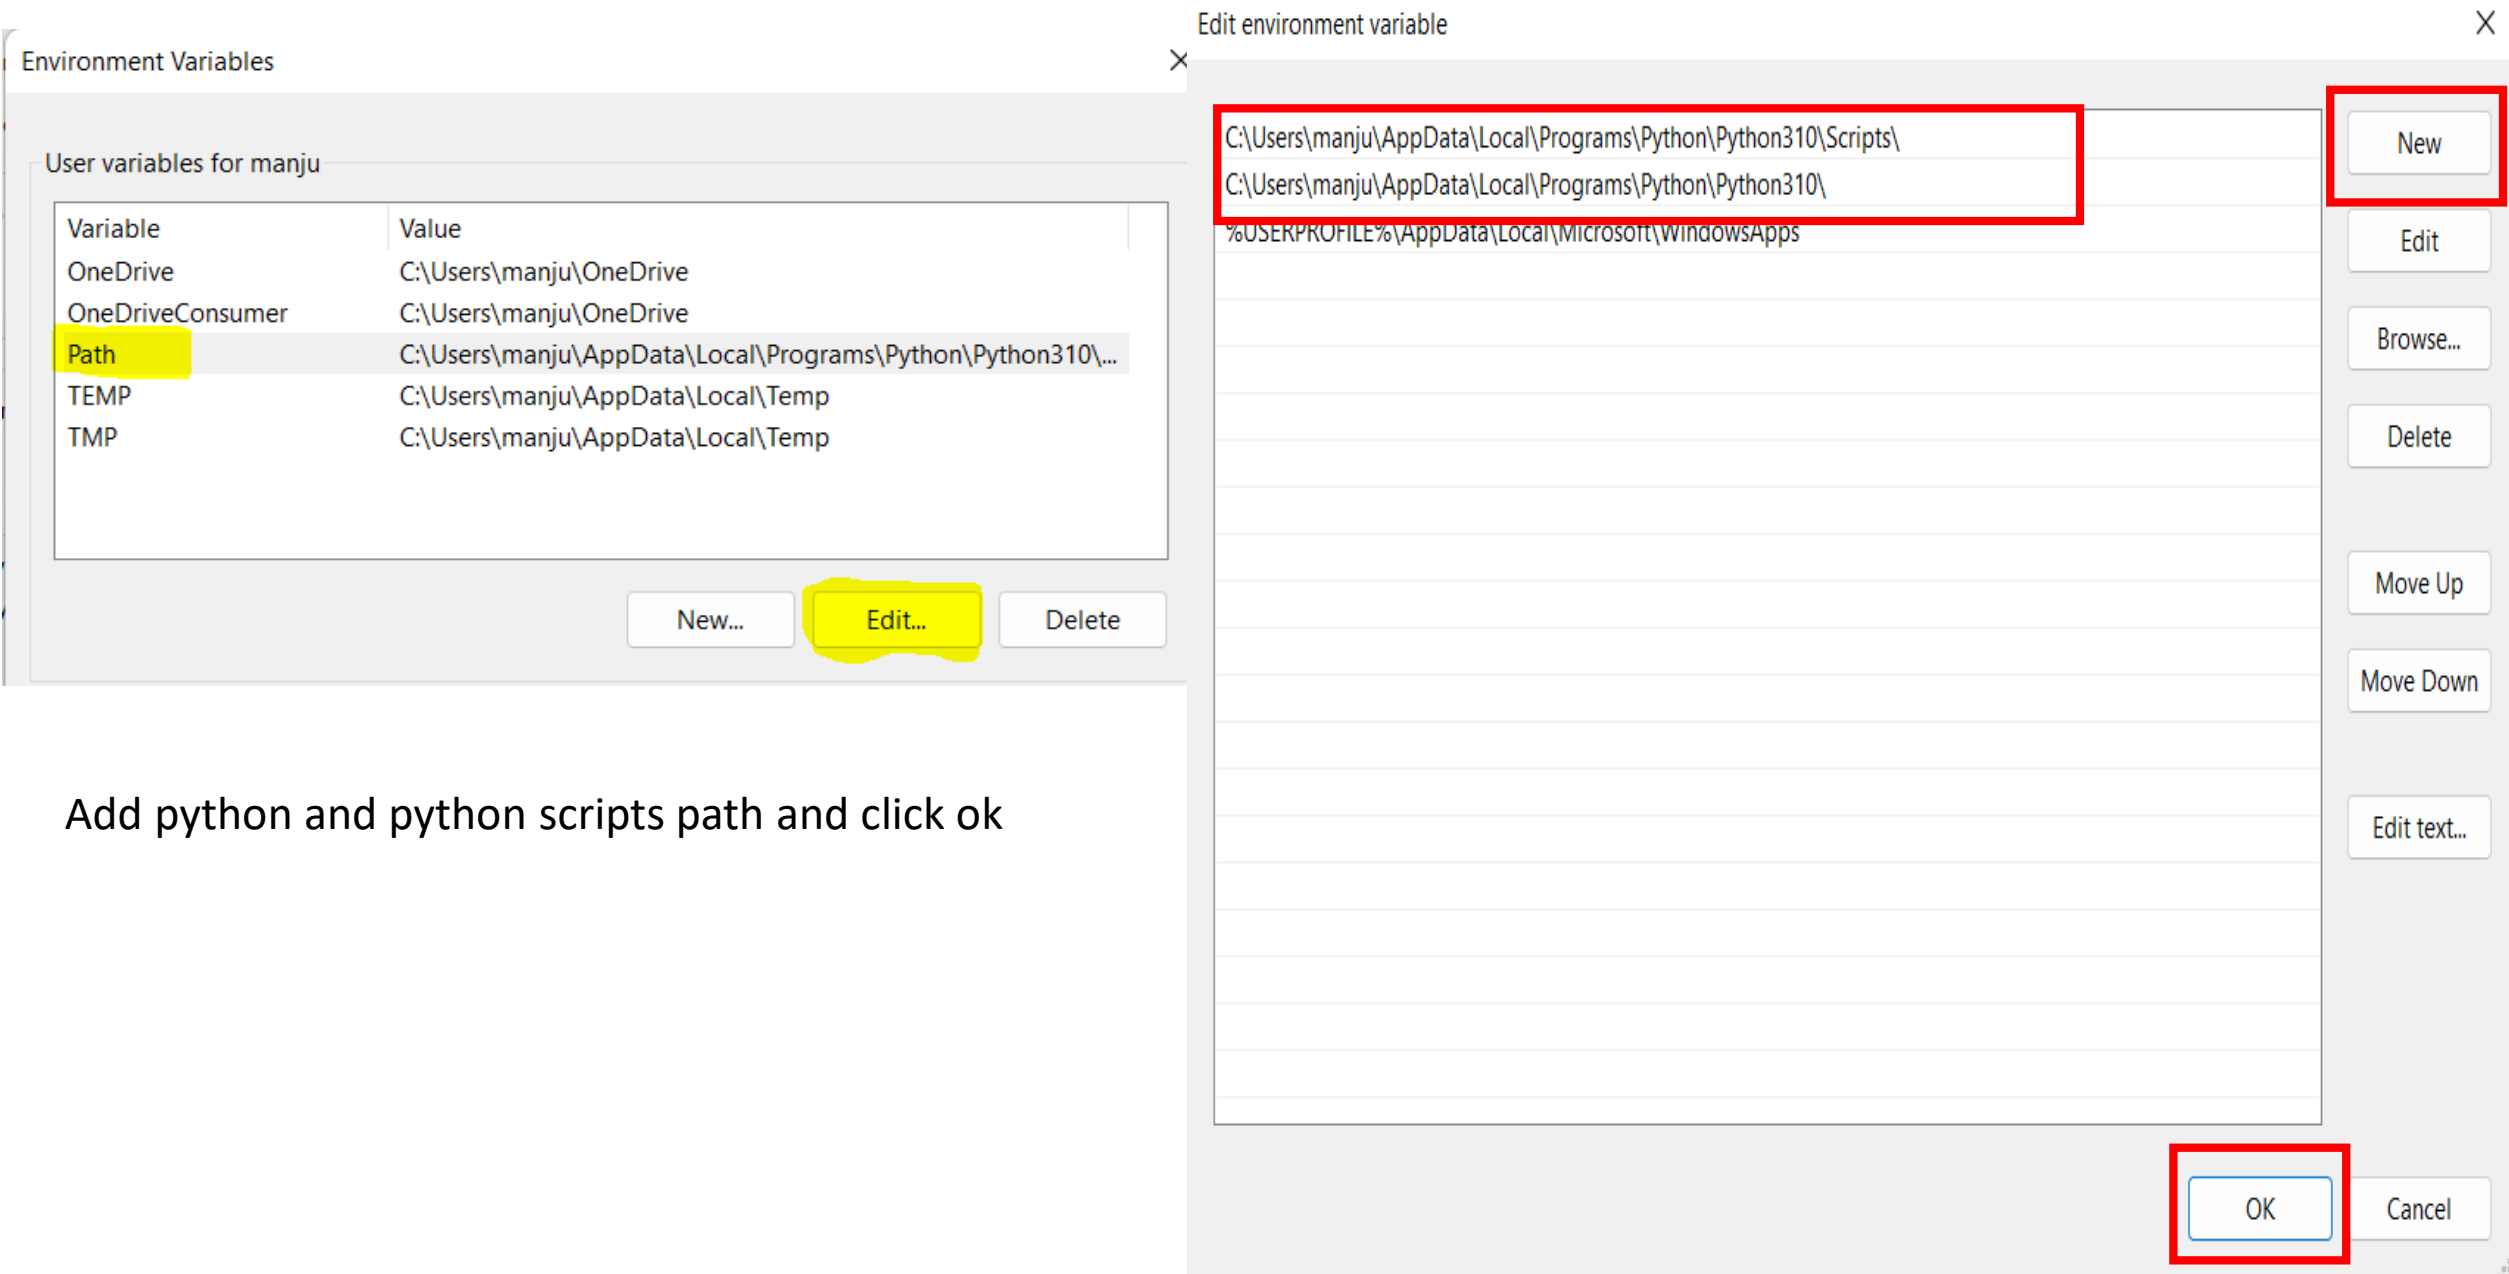 Environment Variables
User variables for manju
Variable Value
OneDrive C:\Users\manju\OneDrive
OneDriveConsumer C:\Users\manju\OneDrive
Path C:\Users\manju\AppData\Local\Programs\Python\Python310\...
TEMP C:\Users\manju\AppData\Local\Temp
TMP C:\Users\manju\AppData\Local\Temp
New... Edit... Delete
Add python and python scripts path and click ok
Edit environment variable
C:\Users\manju\AppData\Local\Programs\Python\Python310\Scripts\
C:\Users\manju\AppData\Local\Programs\Python\Python310\
%USERPROFILE%\AppData\Local\Microsoft\WindowsApps
New
Edit
Browse...
Delete
Move Up
Move Down
Edit text...
OK Cancel